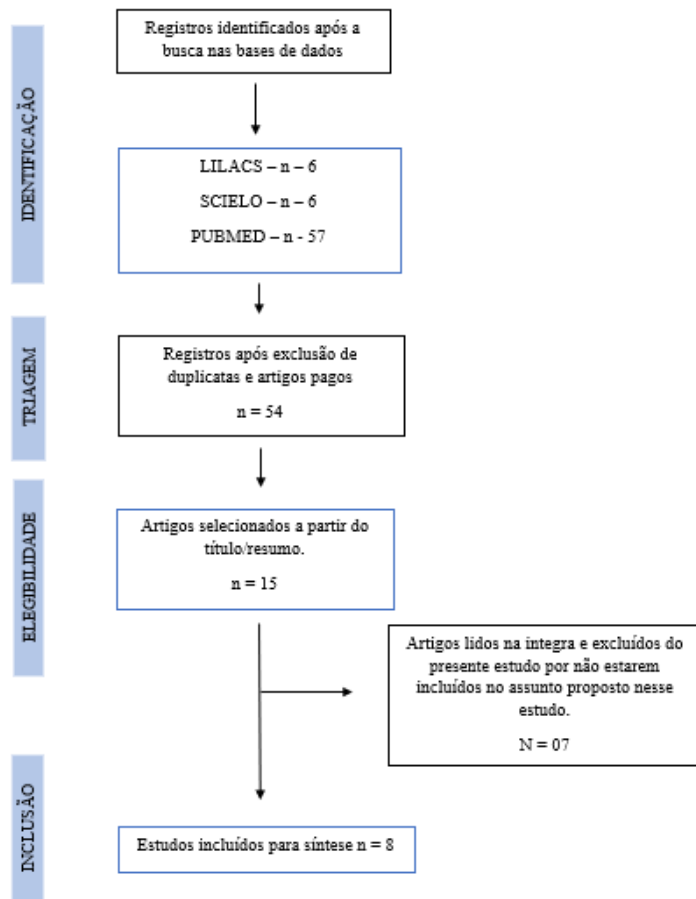 IDENTIFICAÇÃO
Registros identificados após a
busca nas bases de dados
LILACS – n – 6
SCIELO – n – 6
PUBMED – n - 57
TRIAGEM
Registros após exclusão de
duplicatas e artigos pagos
n = 54
ELEGIBILIDADE
Artigos selecionados a partir do
título/resumo.
n = 15
Artigos lidos na integra e excluídos do
presente estudo por não estarem
incluídos no assunto proposto nesse
estudo.
N = 07
INCLUSÃO
Estudos incluídos para síntese n = 8